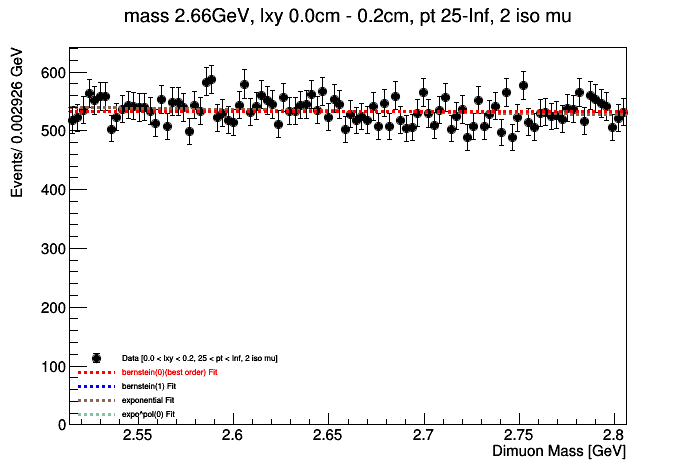 mass 2.66GeV, lxy 0.0cm - 0.2cm, pt 25-Inf, 2 iso mu
Events/ 0.002926 GeV
600
500
400
300
200
100
0
Data [0.0 < lxy < 0.2, 25 < pt < Inf, 2 iso mu]
bernstein(0)(best order) Fit
bernstein(1) Fit
exponential Fit
expo*pol(0) Fit
2.55
2.6
2.65
2.7
2.75
2.8
Dimuon Mass [GeV]